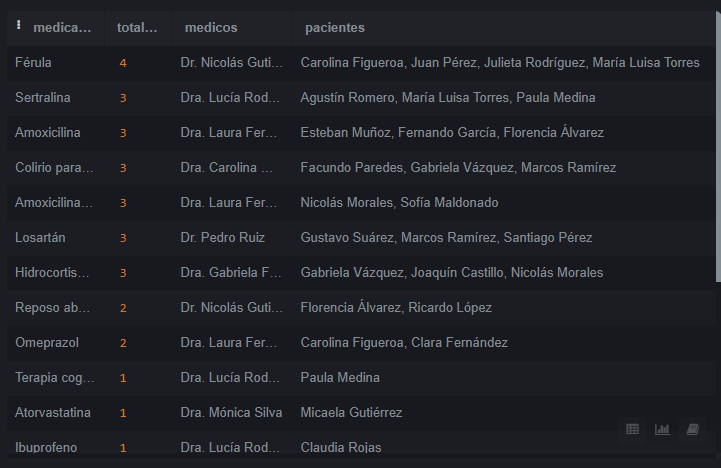 medica... total... medicos pacientes
Férula 4 Dr. Nicolás Guti... Carolina Figueroa, Juan Pérez, Julieta Rodríguez, María Luisa Torres
Sertralina 3 Dra. Lucía Rod... Agustín Romero, María Luisa Torres, Paula Medina
Amoxicilina 3 Dra. Laura Fer... Esteban Muñoz, Fernando García, Florencia Álvarez
Colirio para... 3 Dra. Carolina ... Facundo Paredes, Gabriela Vázquez, Marcos Ramírez
Amoxicilina... 3 Dra. Laura Fer... Nicolás Morales, Sofía Maldonado
Losartán 3 Dr. Pedro Ruiz Gustavo Suárez, Marcos Ramírez, Santiago Pérez
Hidrocortis... 3 Dra. Gabriela F... Gabriela Vázquez, Joaquín Castillo, Nicolás Morales
Reposo ab... 2 Dr. Nicolás Guti... Florencia Álvarez, Ricardo López
Omeprazol 2 Dra. Laura Fer... Carolina Figueroa, Clara Fernández
Terapia cog... 1 Dra. Lucía Rod... Paula Medina
Atorvastatina 1 Dra. Mónica Silva Micaela Gutiérrez
Ibuprofeno 1 Dra. Lucía Rod... Claudia Rojas